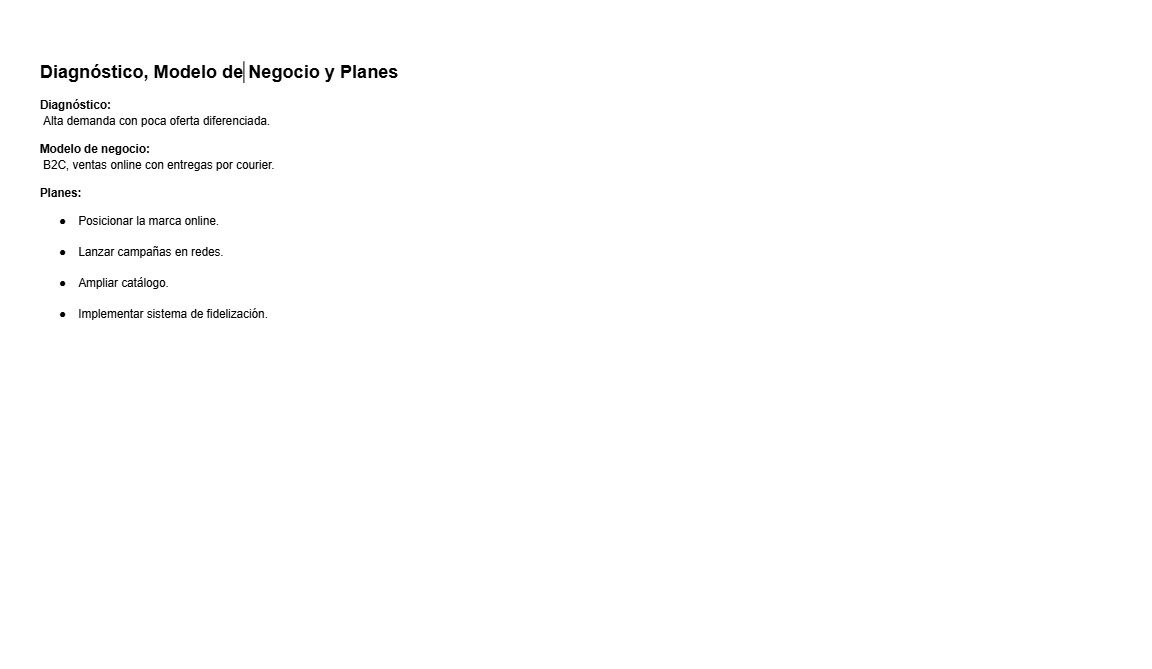 Diagnóstico, Modelo de Negocio y Planes
Diagnóstico:
Alta demanda con poca oferta diferenciada.
Modelo de negocio:
B2C, ventas online con entregas por courier.
Planes:
● Posicionar la marca online.
● Lanzar campañas en redes.
● Ampliar catálogo.
● Implementar sistema de fidelización.